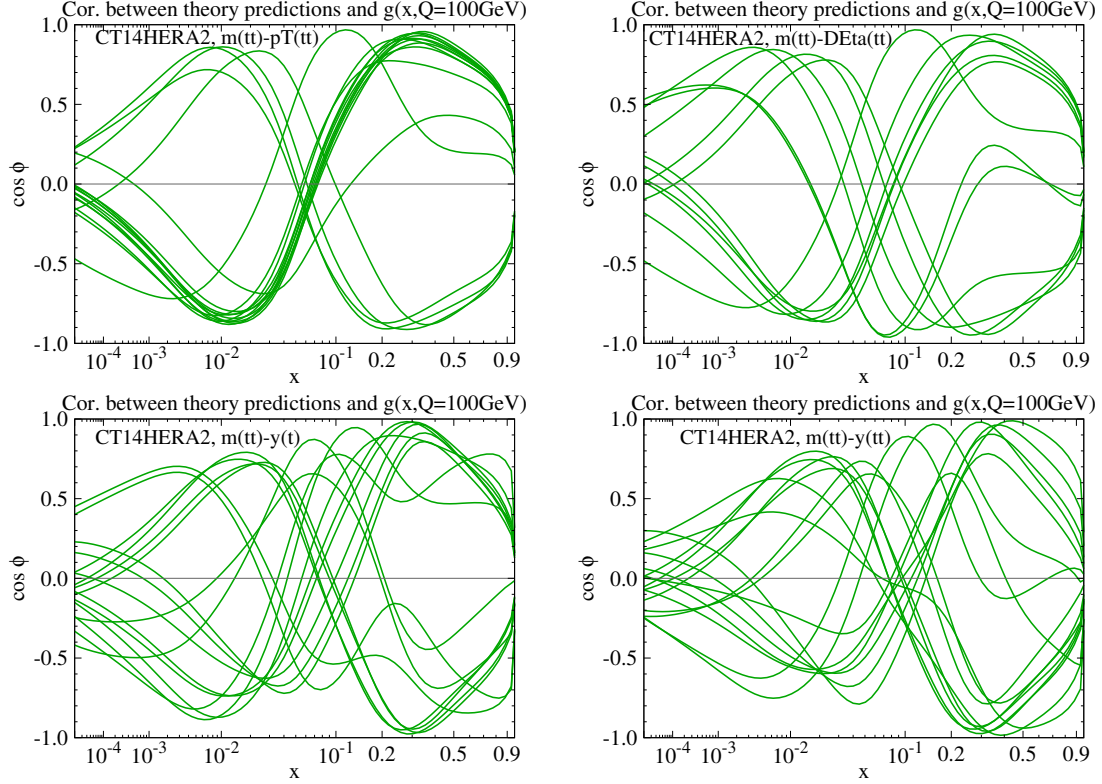 Cor. between theory predictions and g(x,Q=100GeV)
CT14HERA2, m(tt)-pT(tt)
1.0
0.5
0.0
-0.5
-1.0
cos ϕ
10-4 10-3 10-2 10-1 0.2 0.5 0.9
x
Cor. between theory predictions and g(x,Q=100GeV)
CT14HERA2, m(tt)-DEta(tt)
1.0
0.5
0.0
-0.5
-1.0
cos ϕ
10-4 10-3 10-2 10-1 0.2 0.5 0.9
x
Cor. between theory predictions and g(x,Q=100GeV)
CT14HERA2, m(tt)-y(t)
1.0
0.5
0.0
-0.5
-1.0
cos ϕ
10-4 10-3 10-2 10-1 0.2 0.5 0.9
x
Cor. between theory predictions and g(x,Q=100GeV)
CT14HERA2, m(tt)-y(tt)
1.0
0.5
0.0
-0.5
-1.0
cos ϕ
10-4 10-3 10-2 10-1 0.2 0.5 0.9
x